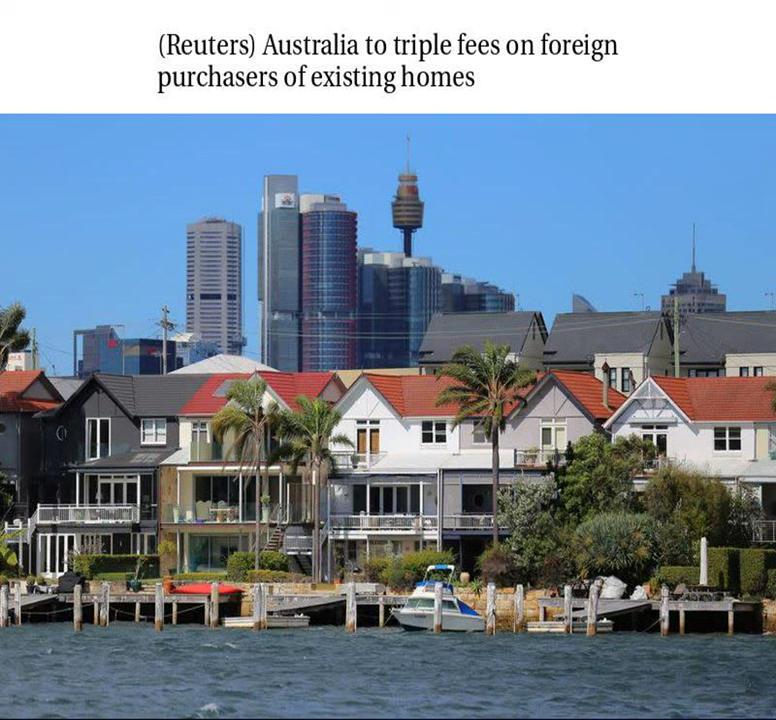 (Reuters) Australia to triple fees on foreign
purchasers of existing homes